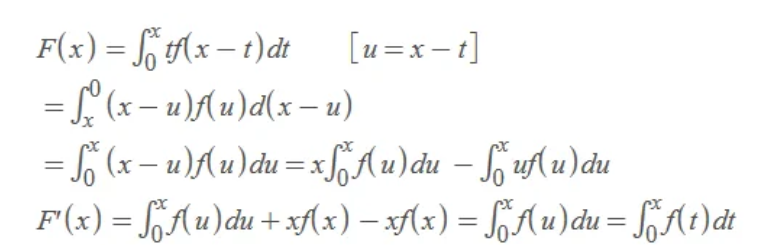 F(x) = ∫₀ˣ tf(x − t)dt [u = x − t]
= ∫ₓ⁰ (x − u)f(u)d(x − u)
= ∫₀ˣ (x − u)f(u)du = x∫₀ˣ f(u)du − ∫₀ˣ uf(u)du
F'(x) = ∫₀ˣ f(u)du + xf(x) − xf(x) = ∫₀ˣ f(u)du = ∫₀ˣ f(t)dt